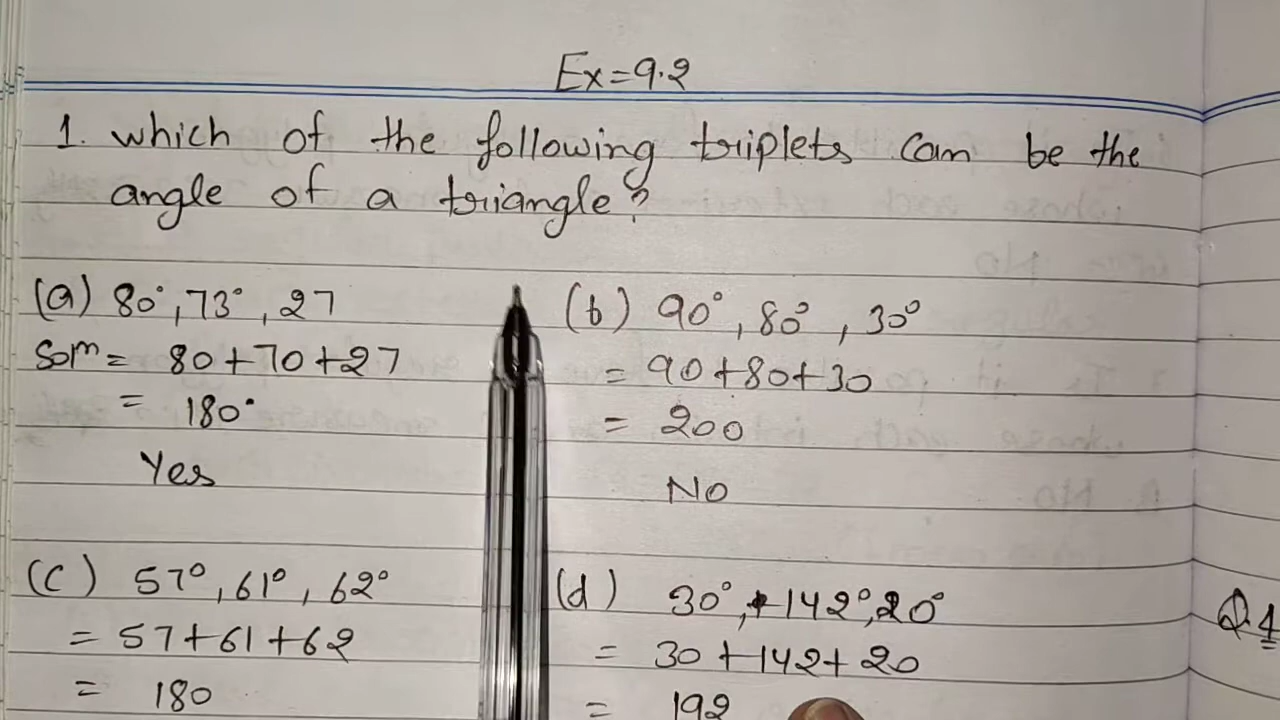 Ex=9.2
1. which of the following triplets can be the
angle of a triangle?
(a) 80°, 73°, 27
(b) 90°, 80°, 30°
Solⁿ = 80+70+27
= 90+80+30
= 180°
= 200
Yes
No
(c) 57°, 61°, 62°
(d) 30°, 142°, 20°
Q.1
= 57+61+62
= 30+142+20
= 180
= 192